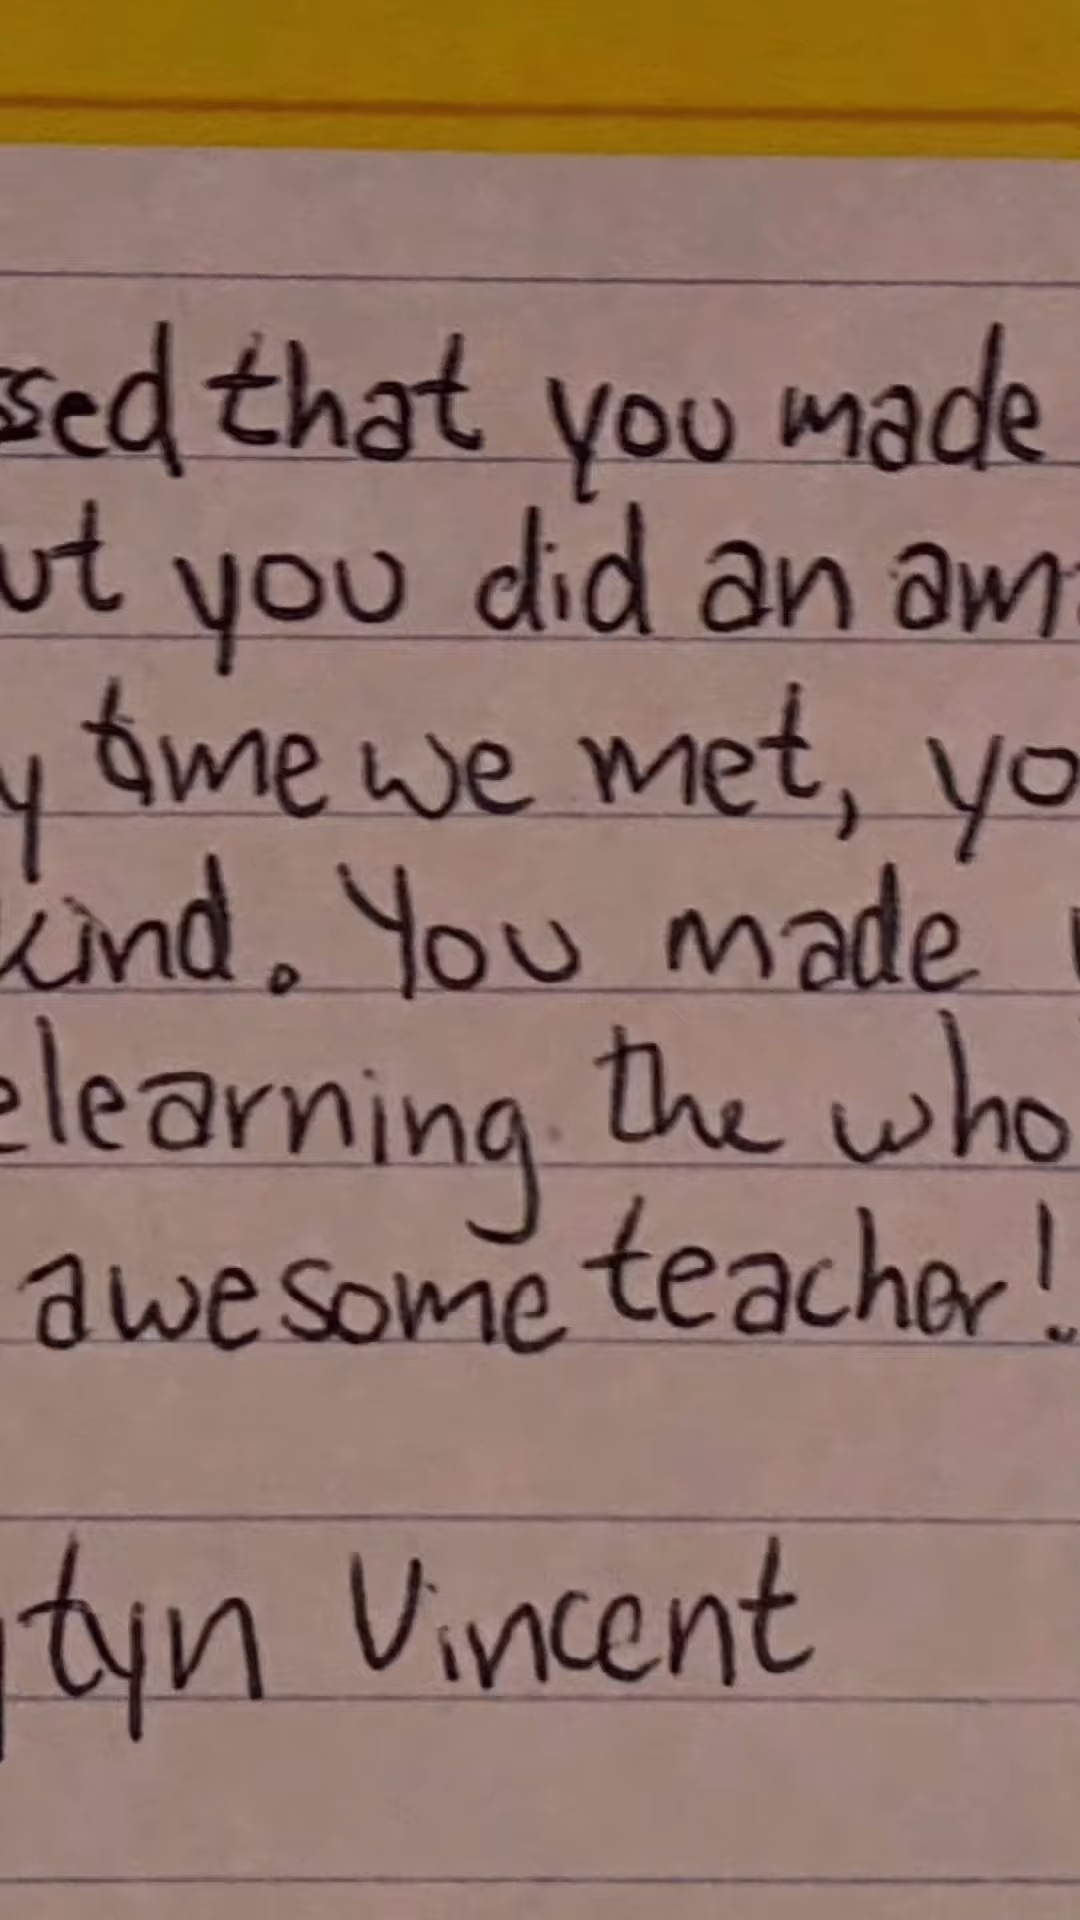 ssed that you made
ut you did an am
y time we met, yo
kind. You made
elearning the who
awesome teacher!
tyn Vincent